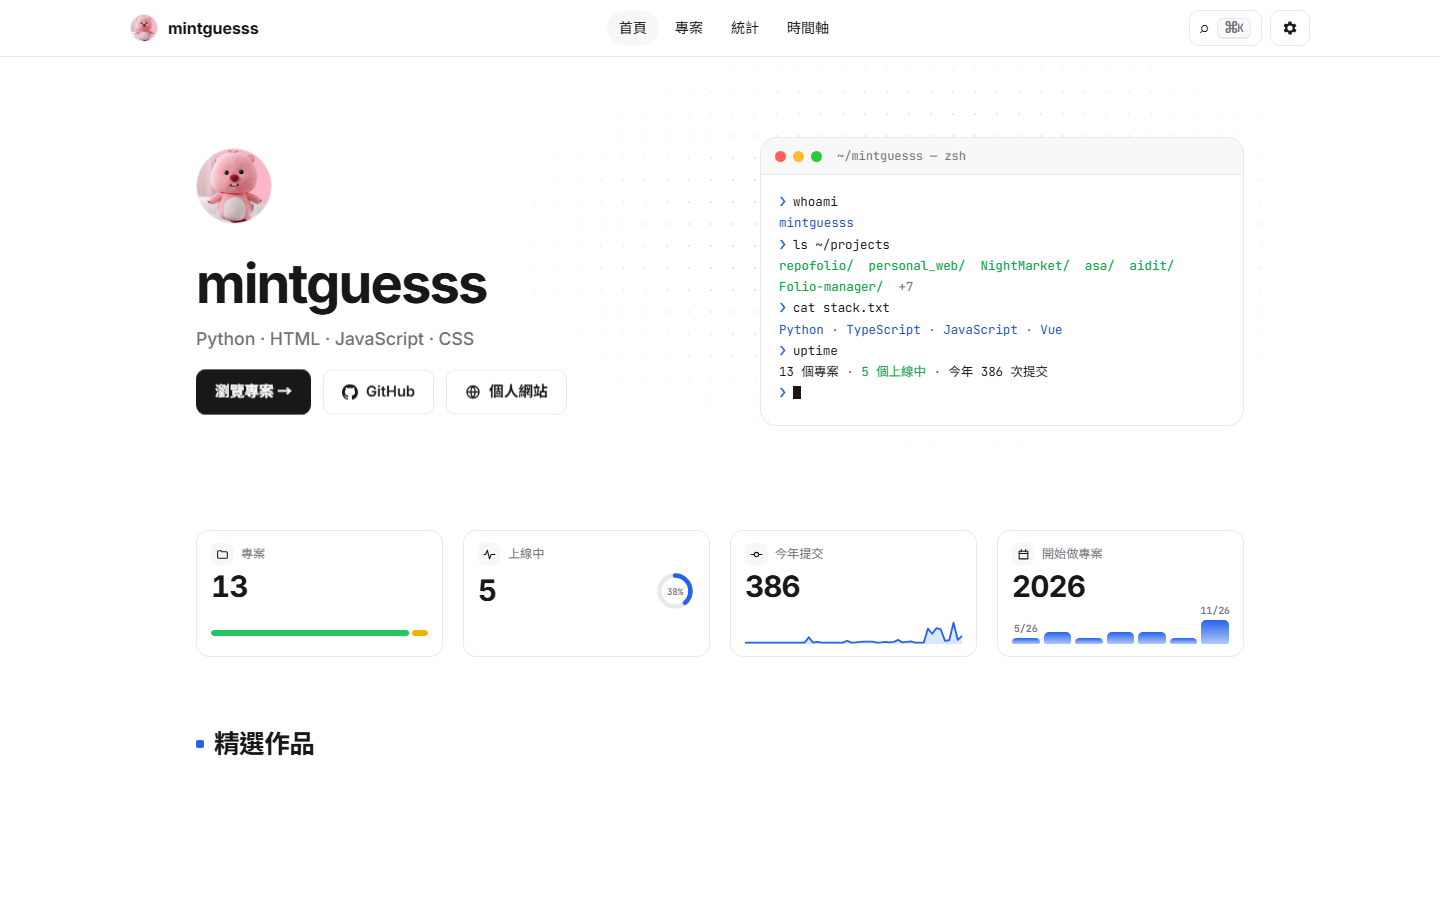 mintguesss
首頁 專案 統計 時間軸
⌘K
~/mintguesss — zsh
❯ whoami
mintguesss
❯ ls ~/projects
repofolio/ personal_web/ NightMarket/ asa/ aidit/
Folio-manager/ +7
❯ cat stack.txt
Python · TypeScript · JavaScript · Vue
❯ uptime
13 個專案 · 5 個上線中 · 今年 386 次提交
❯
mintguesss
Python · HTML · JavaScript · CSS
瀏覽專案 →
GitHub
個人網站
專案
13
上線中
5
38%
今年提交
386
開始做專案
2026
5/26
11/26
精選作品